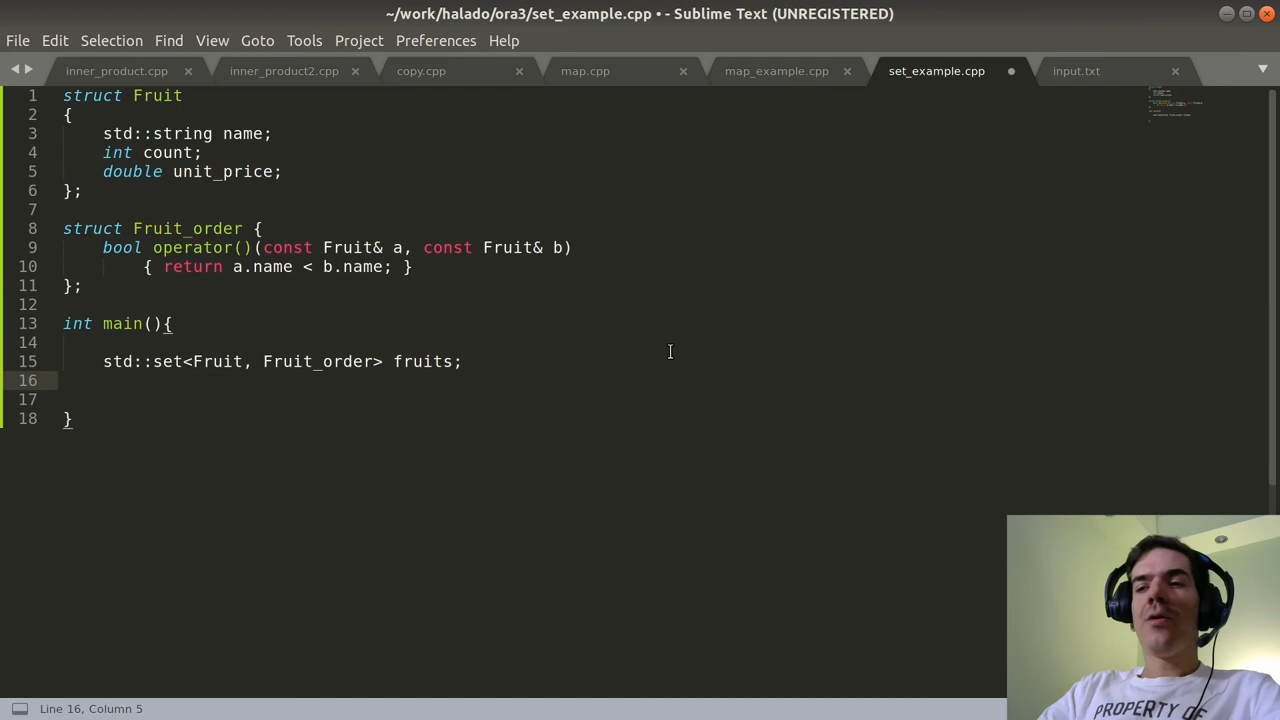 ~/work/halado/ora3/set_example.cpp • - Sublime Text (UNREGISTERED)
File Edit Selection Find View Goto Tools Project Preferences Help
inner_product.cpp inner_product2.cpp copy.cpp map.cpp map_example.cpp set_example.cpp input.txt
1 struct Fruit
2 {
3 std::string name;
4 int count;
5 double unit_price;
6 };
7
8 struct Fruit_order {
9 bool operator()(const Fruit& a, const Fruit& b)
10 { return a.name < b.name; }
11 };
12
13 int main(){
14
15 std::set<Fruit, Fruit_order> fruits;
16
17
18 }
PROPERTY OF
Line 16, Column 5